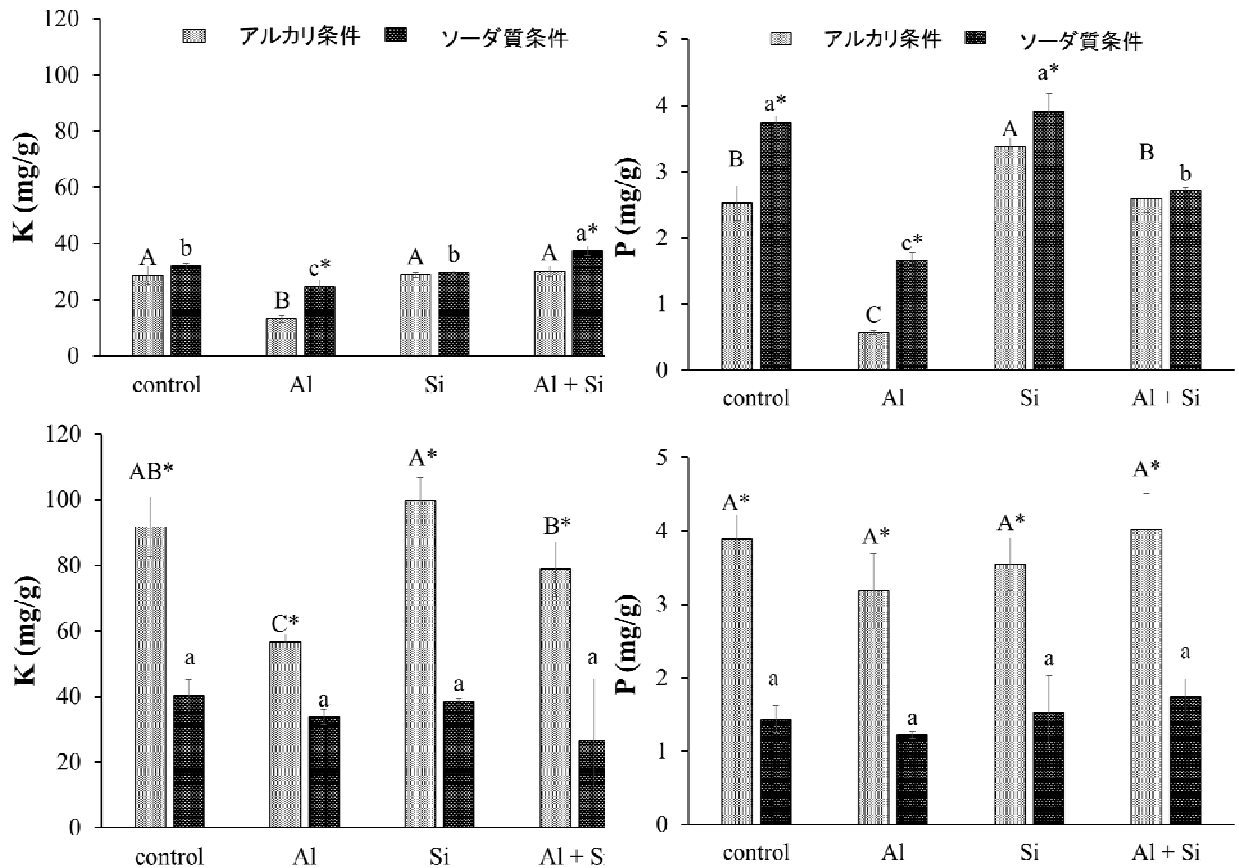 120
100
80
60
40
20
0
K (mg/g)
アルカリ条件 ソーダ質条件
A b
B c*
A b
A a*
control Al Si Al + Si
5
4
3
2
1
0
P (mg/g)
アルカリ条件 ソーダ質条件
B a*
C c*
A a*
B b
control Al Si Al + Si
120
100
80
60
40
20
0
K (mg/g)
AB* a
C* a
A* a
B* a
control Al Si Al + Si
5
4
3
2
1
0
P (mg/g)
A* a
A* a
A* a
A* a
control Al Si Al + Si